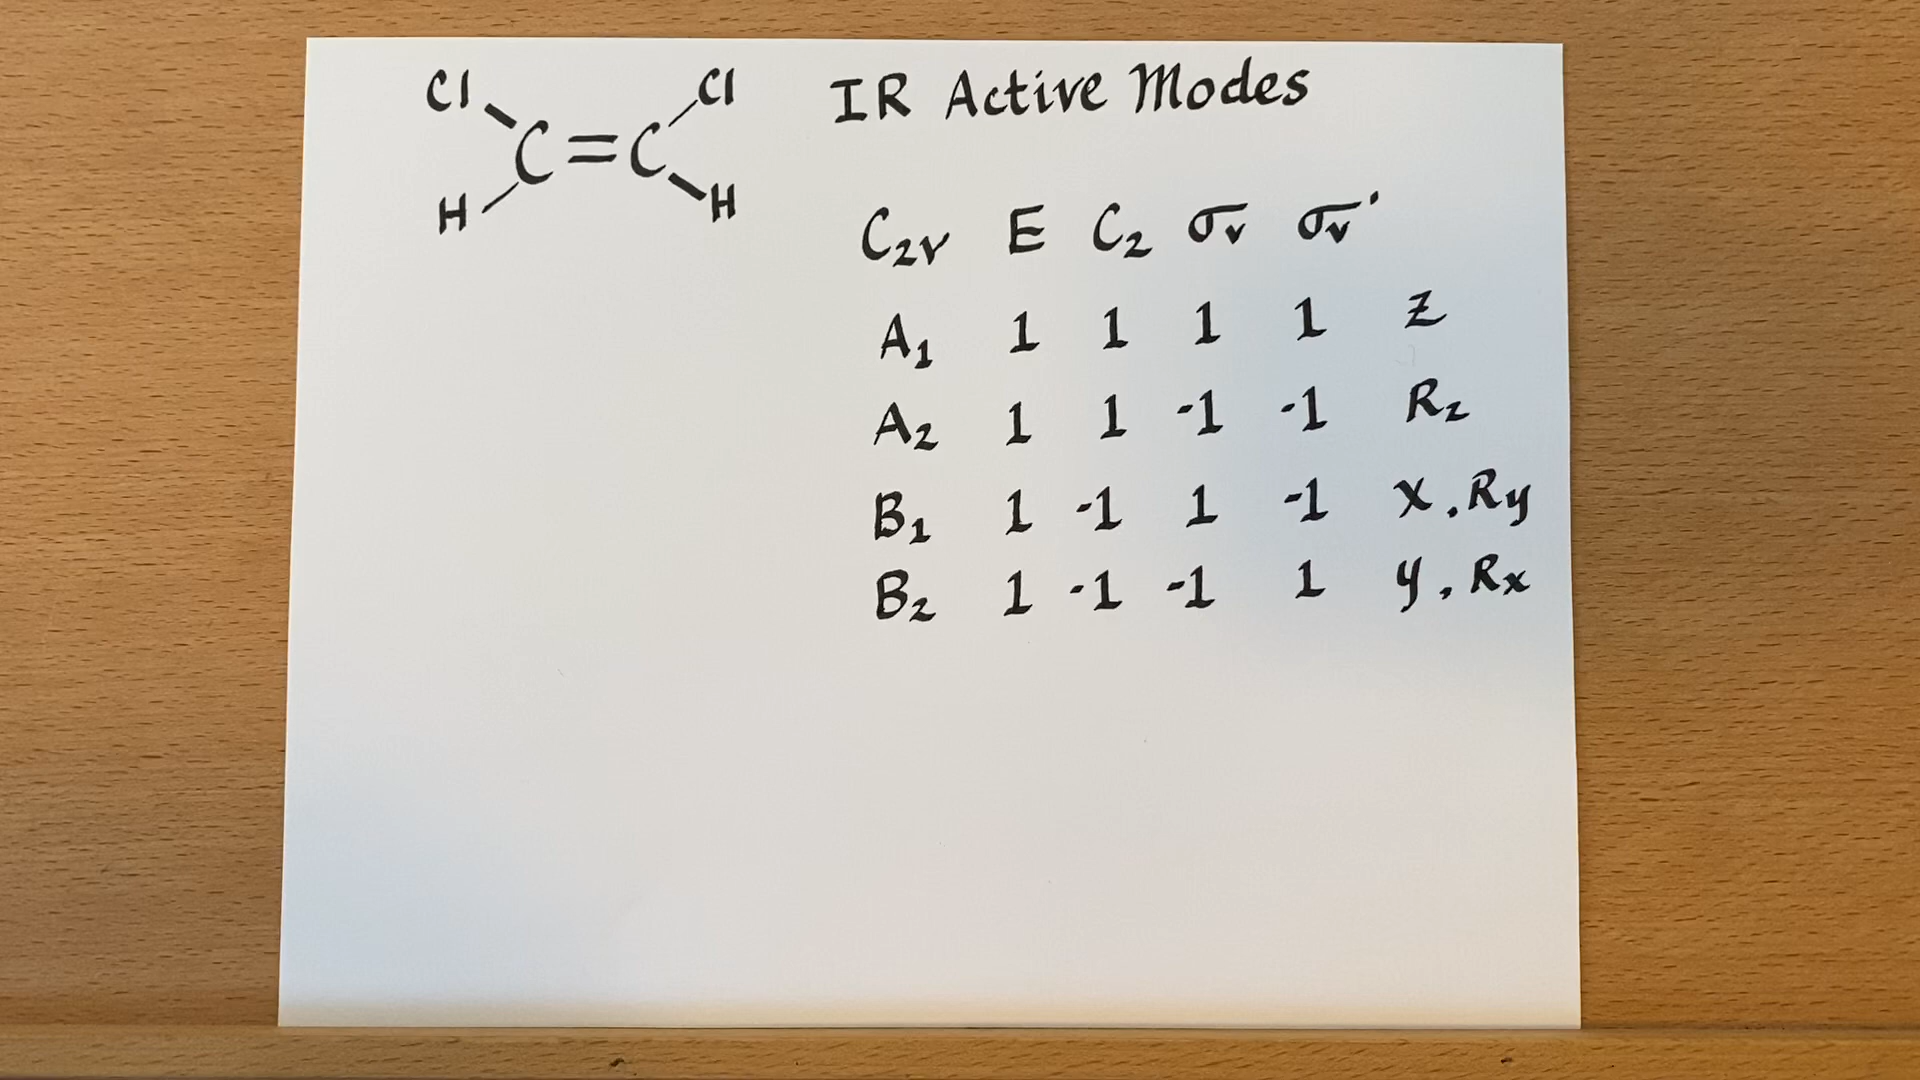 Cl Cl
C=C
H H
IR Active Modes
C2v E C2 σv σv'
A1 1 1 1 1 z
A2 1 1 -1 -1 Rz
B1 1 -1 1 -1 x, Ry
B2 1 -1 -1 1 y, Rx